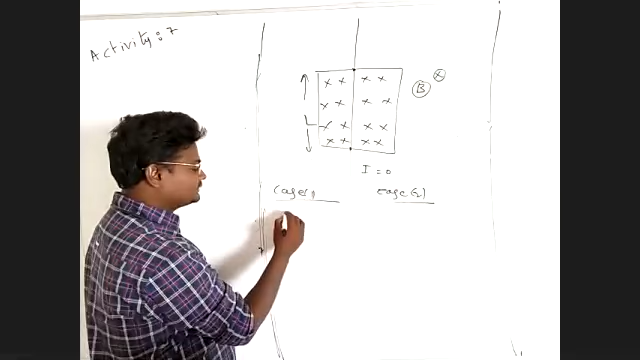 Activity: 7
x x x x
B x
x x x x
L x x x x
x x x x
I = 0
Case(1) case(2)